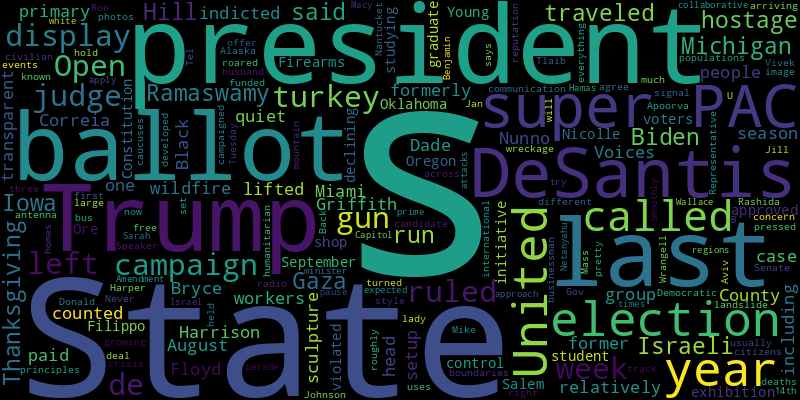 white
Ron
photos
primary
Hill
indicted
said
display
president
Macy
Nantucket
studying
Young
graduate
Benjamin
traveled
collaborative
arriving
reputation
hostage
Alaska
offer
says
everything
Tlaib
Michigan
civilian
events
hold
known
Open
roared
husband
tel
Firearms
populations
Vivek
image
transparent
judge
Ramaswamy
funded
apply
turkey
formerly
communication
Hamas
much
agree
people
Oklahoma
Jan
super
PAC
ballot
S
constitution
caucuses
developed
Black
campaigned
Tuesday
quiet
mountain
declining
voters
Correia
Dade
Oregon
attacks
Nunno
will
signal
Apoorva
U
Biden
season
wreckage
Nicolle
Voices
Representative
Jill
DeSantis
three
first
large
one
wildfire
set
lifted
Miami
across
try
different
smoothly
Wallace
Rashida
Iowa
Trump
Griffith
prime
candidate
approved
concern
antenna
homes
bus
now
free
Sarah
Speaker
humanitarian
Back
gun
run
international
initiative
called
last
pressed
Ore
shop
Capitol
United
businessman
Netanyahu
Mass
pretty
Wrangell
case
left
campaign
September
minister
ruled
group
Aviv
Senate
Thanksgiving
Amendment
Never
Harper
Donald
Bryce
radio
Gaza
turned
expected
style
approach
Gov
Democratic
regions
County
State
counted
Israel
workers
pause
lady
election
times
landslide
including
Filippo
deal
held
Harrison
sculpture
violated
roughly
head
setup
Mike
former
Israeli
usually
citizens
growing
crisis
August
parade
control
student
week
track
year
paid
principles
Floyd
boundaries
Salem
relatively
deaths
de
Johnson
uses
right
exhibition
14th